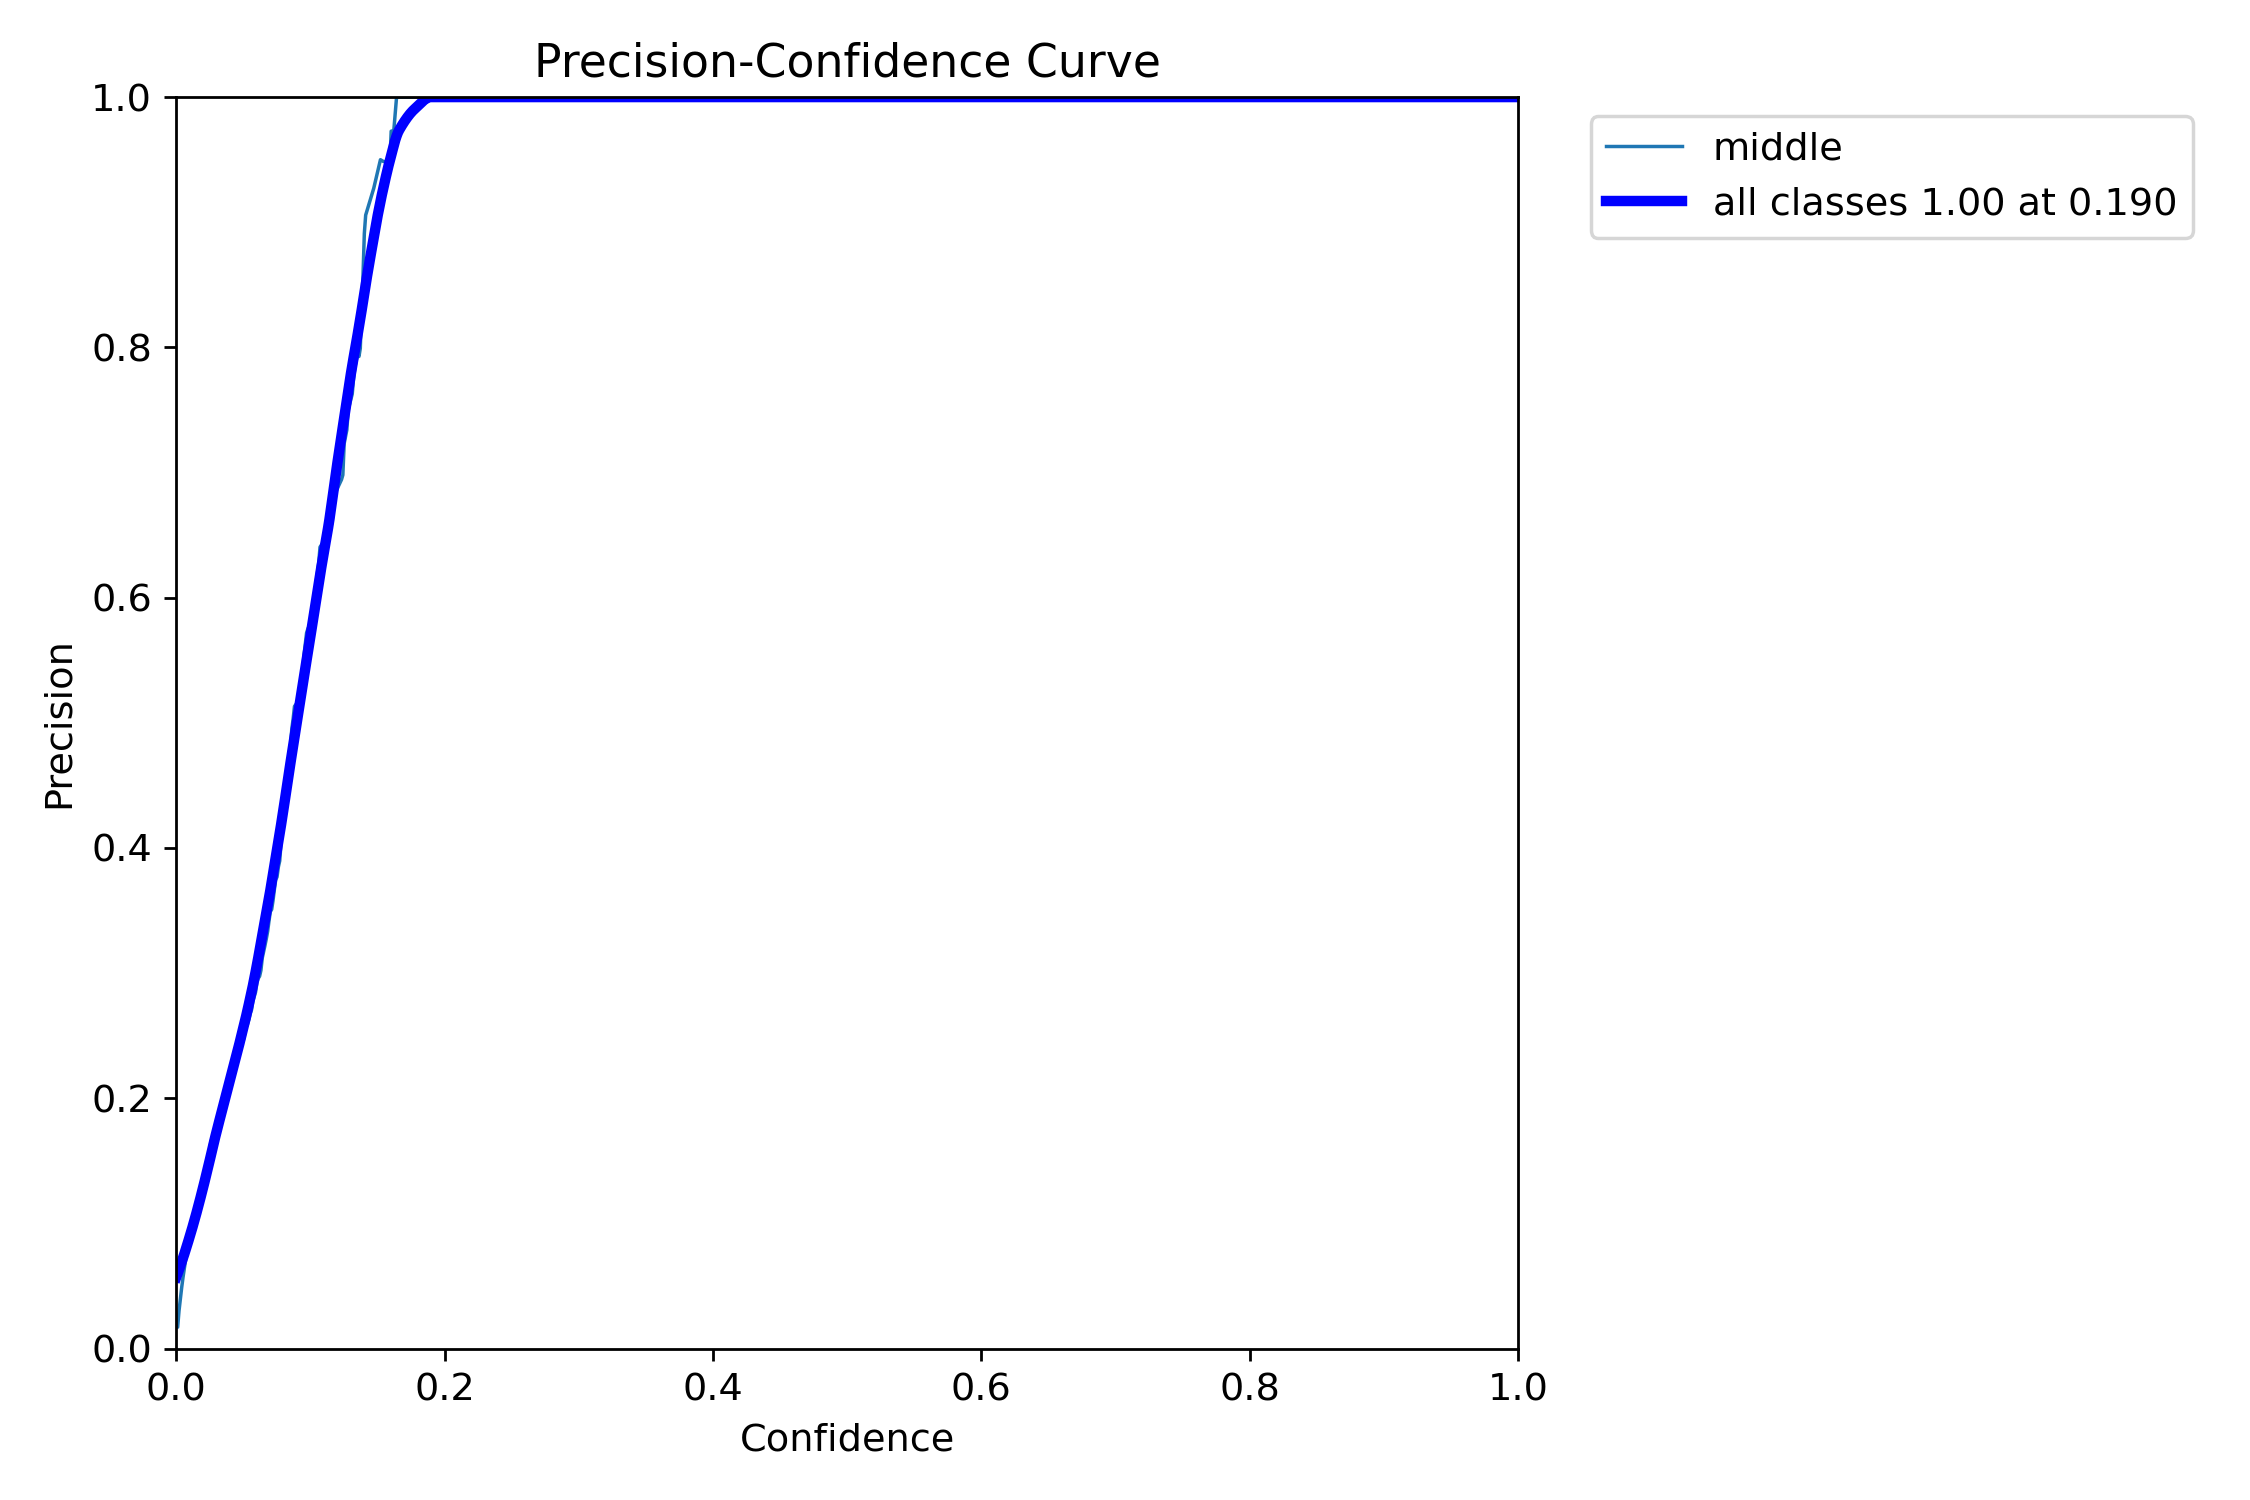 Precision-Confidence Curve
1.0
0.8
0.6
0.4
0.2
0.0
Precision
0.0 0.2 0.4 0.6 0.8 1.0
Confidence
middle
all classes 1.00 at 0.190